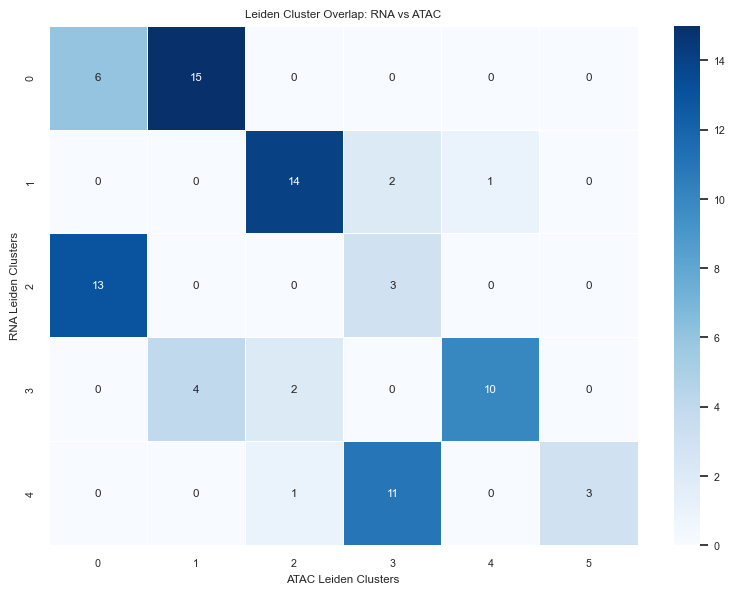 Leiden Cluster Overlap: RNA vs ATAC
0 6 15 0 0 0 0
1 0 0 14 2 1 0
2 13 0 0 3 0 0
3 0 4 2 0 10 0
4 0 0 1 11 0 3
RNA Leiden Clusters
0 1 2 3 4 5
ATAC Leiden Clusters
14
12
10
8
6
4
2
0